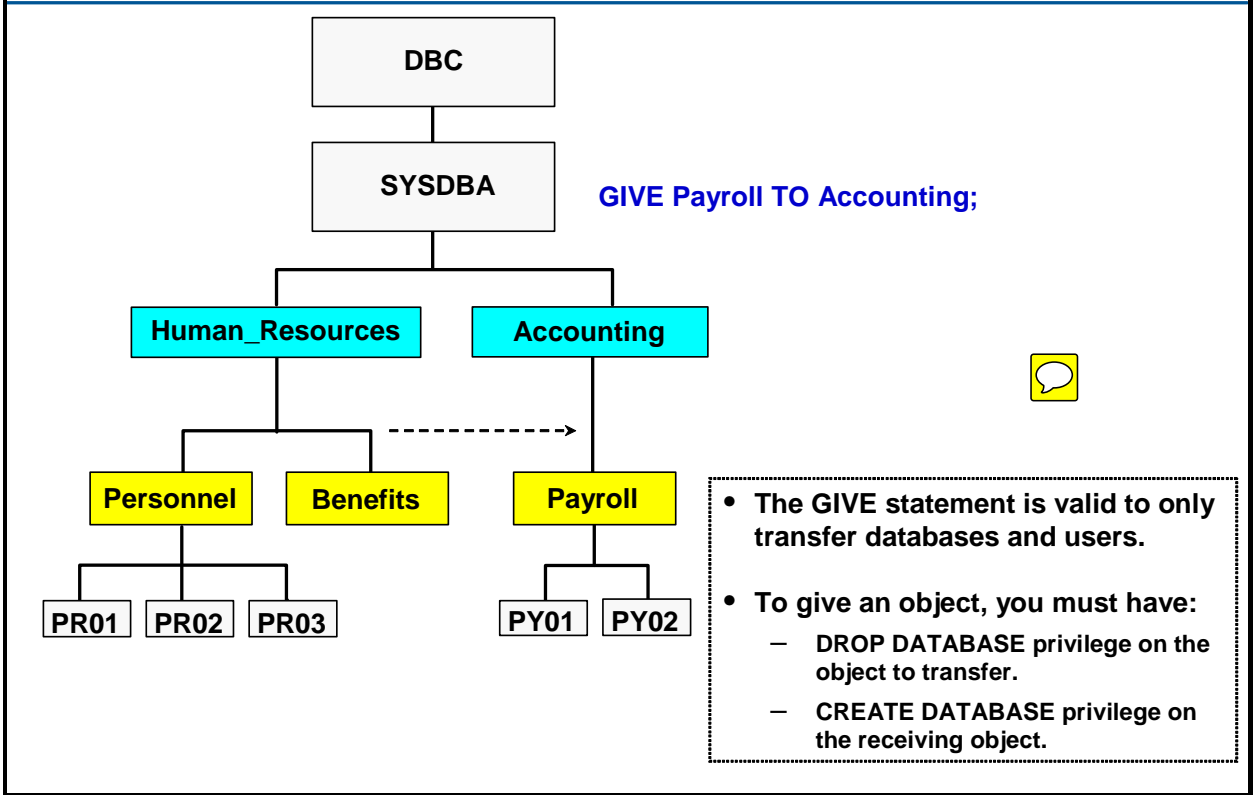 DBC
SYSDBA
GIVE Payroll TO Accounting;
Human_Resources
Accounting
Personnel
Benefits
Payroll
PR01
PR02
PR03
PY01
PY02
• The GIVE statement is valid to only
transfer databases and users.
• To give an object, you must have:
– DROP DATABASE privilege on the
object to transfer.
– CREATE DATABASE privilege on
the receiving object.